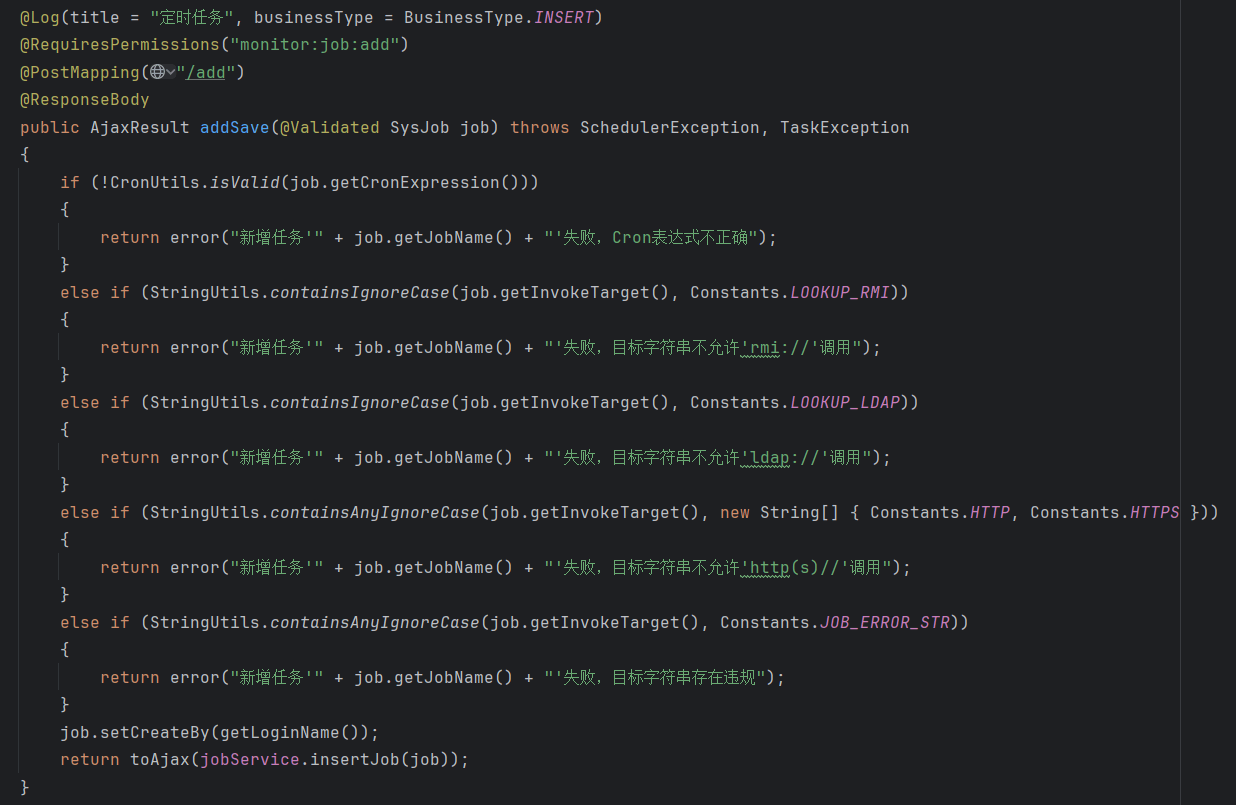 @Log(title = "定时任务", businessType = BusinessType.INSERT)
@RequiresPermissions("monitor:job:add")
@PostMapping("/add")
@ResponseBody
public AjaxResult addSave(@Validated SysJob job) throws SchedulerException, TaskException
{
    if (!CronUtils.isValid(job.getCronExpression()))
    {
        return error("新增任务'" + job.getJobName() + "'失败，Cron表达式不正确");
    }
    else if (StringUtils.containsIgnoreCase(job.getInvokeTarget(), Constants.LOOKUP_RMI))
    {
        return error("新增任务'" + job.getJobName() + "'失败，目标字符串不允许'rmi://'调用");
    }
    else if (StringUtils.containsIgnoreCase(job.getInvokeTarget(), Constants.LOOKUP_LDAP))
    {
        return error("新增任务'" + job.getJobName() + "'失败，目标字符串不允许'ldap://'调用");
    }
    else if (StringUtils.containsAnyIgnoreCase(job.getInvokeTarget(), new String[] { Constants.HTTP, Constants.HTTPS }))
    {
        return error("新增任务'" + job.getJobName() + "'失败，目标字符串不允许'http(s)//'调用");
    }
    else if (StringUtils.containsAnyIgnoreCase(job.getInvokeTarget(), Constants.JOB_ERROR_STR))
    {
        return error("新增任务'" + job.getJobName() + "'失败，目标字符串存在违规");
    }
    job.setCreateBy(getLoginName());
    return toAjax(jobService.insertJob(job));
}